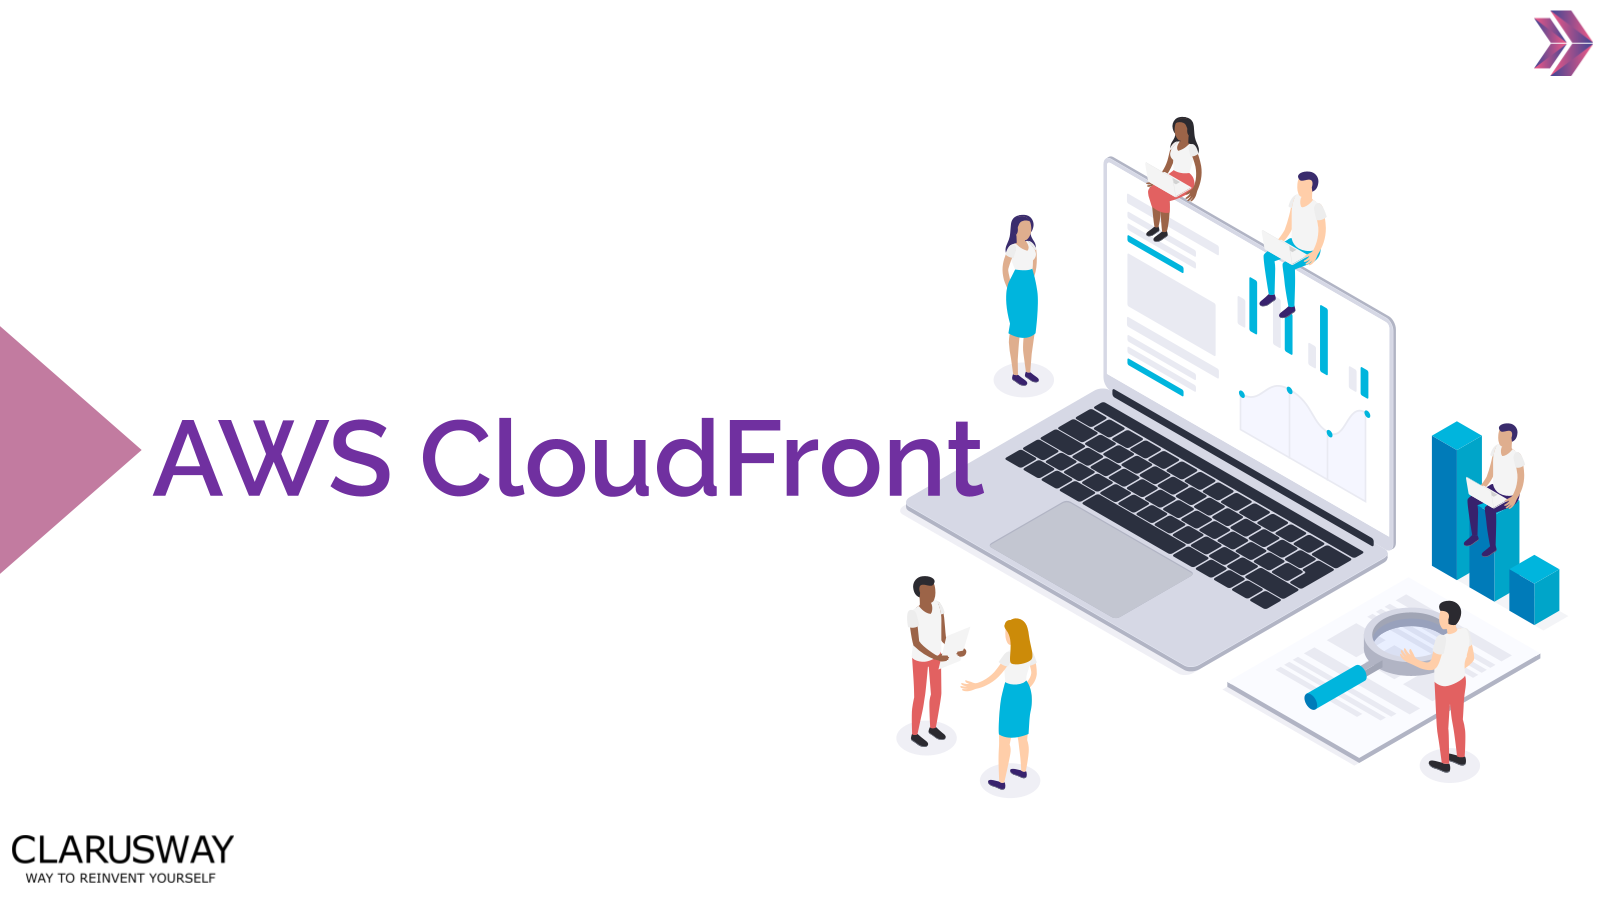 AWS CloudFront
CLARUSWAY
WAY TO REINVENT YOURSELF